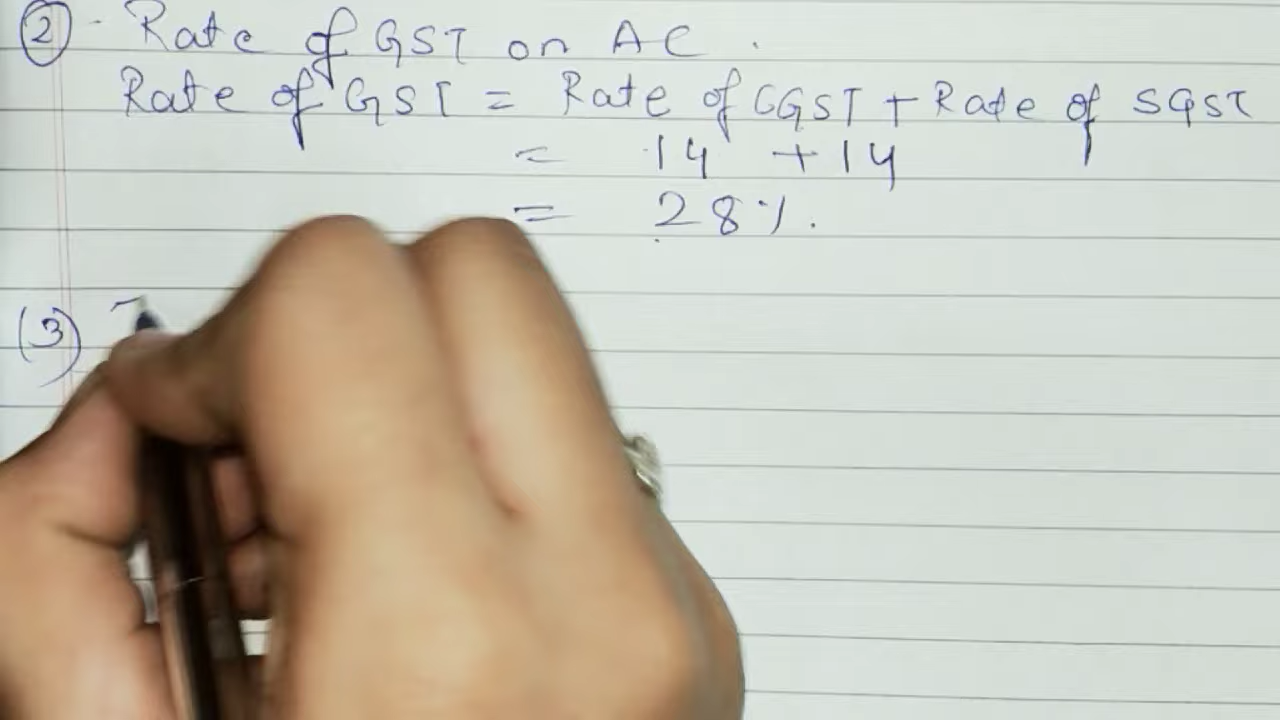 ② Rate of GST on AC.
Rate of GST = Rate of CGST + Rate of SGST
= 14 + 14
= 28%.
(3)